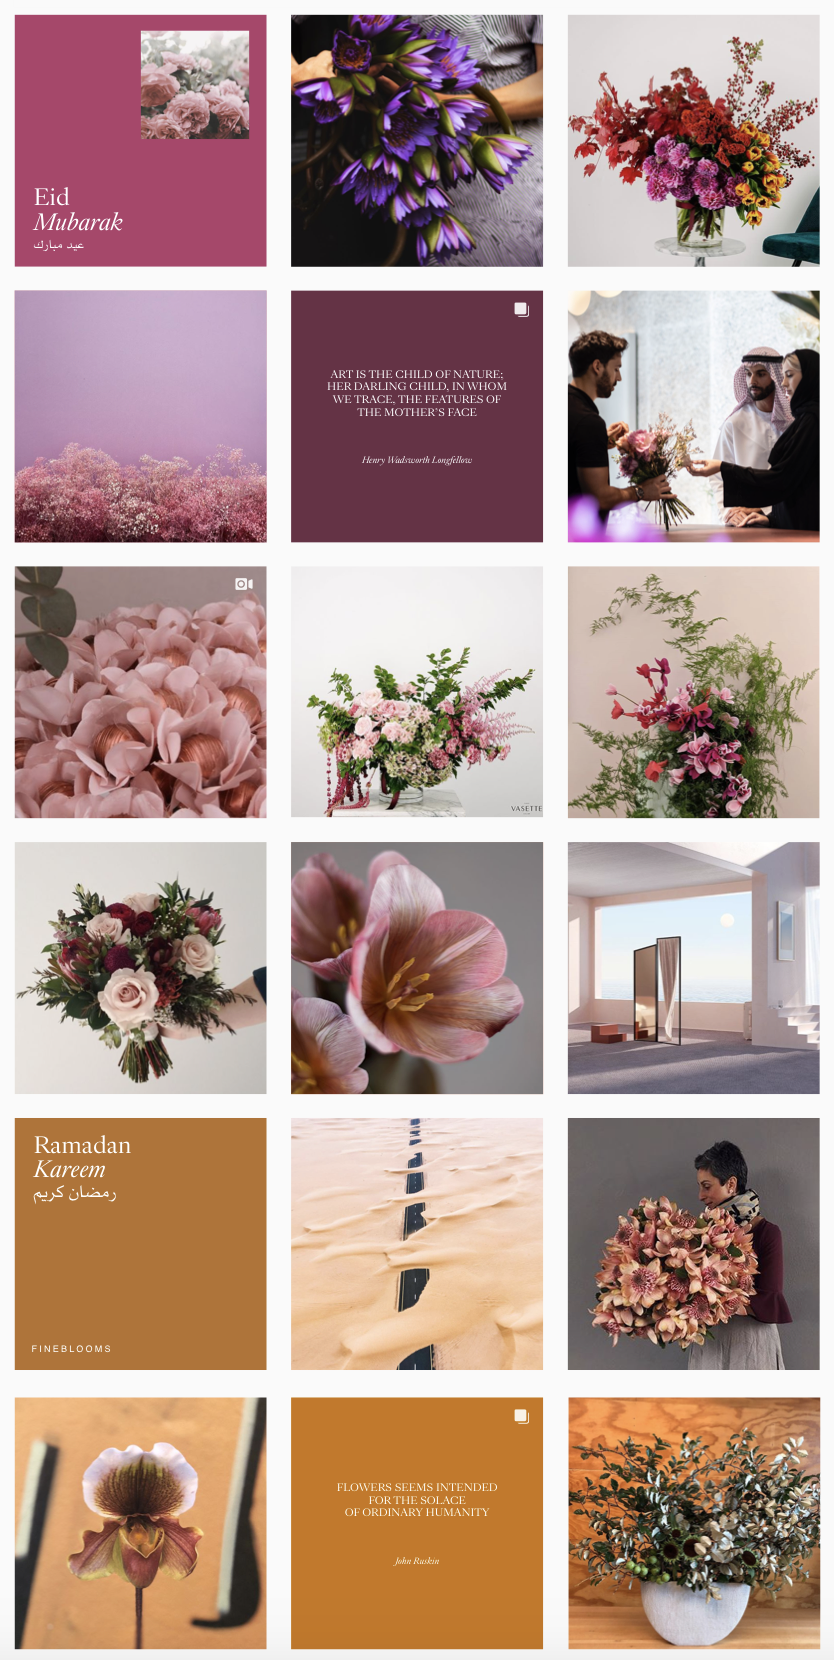 Eid
Mubarak
عيد مبارك
ART IS THE CHILD OF NATURE;
HER DARLING CHILD, IN WHOM
WE TRACE, THE FEATURES OF
THE MOTHER'S FACE
Henry Wadsworth Longfellow
VASETTE
Ramadan
Kareem
رمضان كريم
FINEBLOOMS
FLOWERS SEEMS INTENDED
FOR THE SOLACE
OF ORDINARY HUMANITY
John Ruskin